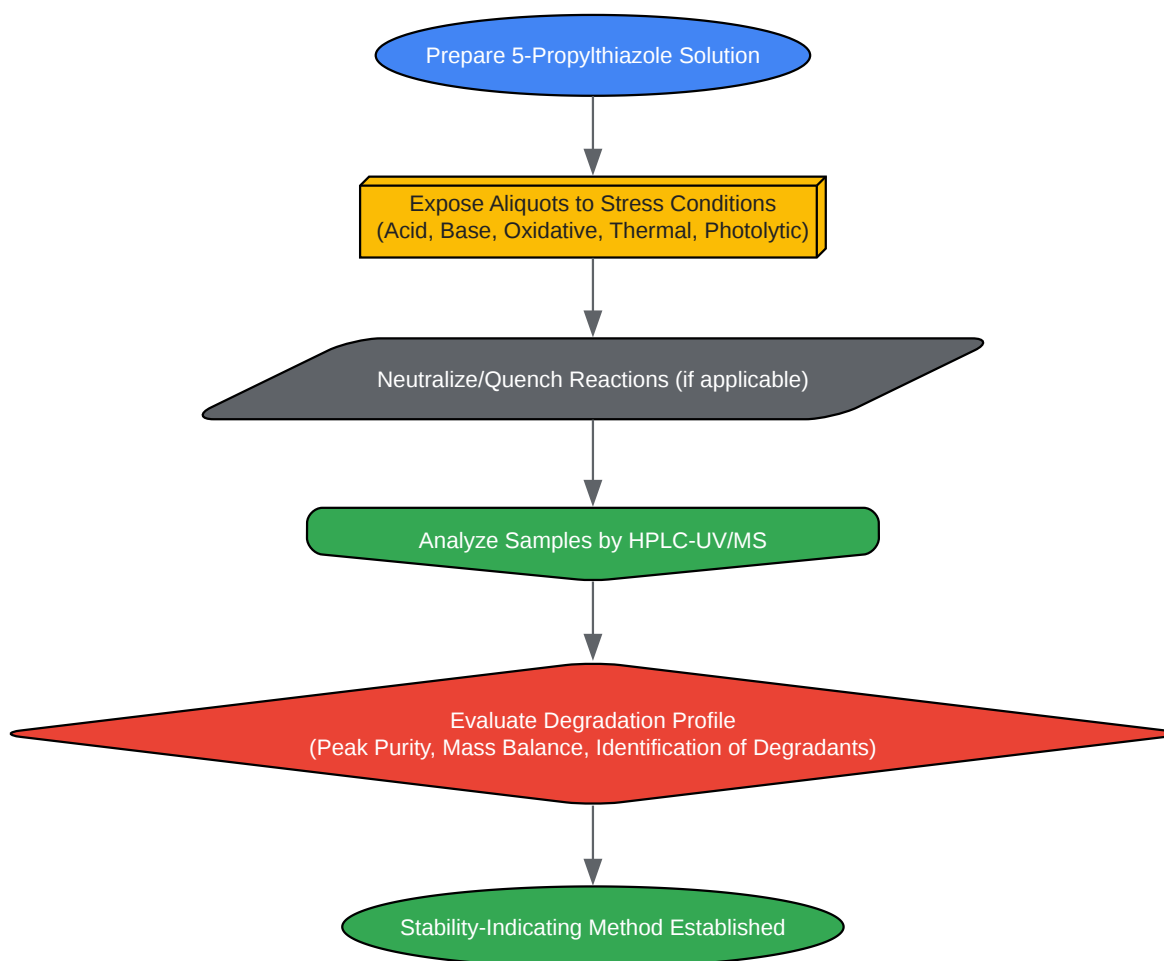 Prepare 5-Propylthiazole Solution
Expose Aliquots to Stress Conditions
(Acid, Base, Oxidative, Thermal, Photolytic)
Neutralize/Quench Reactions (if applicable)
Analyze Samples by HPLC-UV/MS
Evaluate Degradation Profile
(Peak Purity, Mass Balance, Identification of Degradants)
Stability-Indicating Method Established